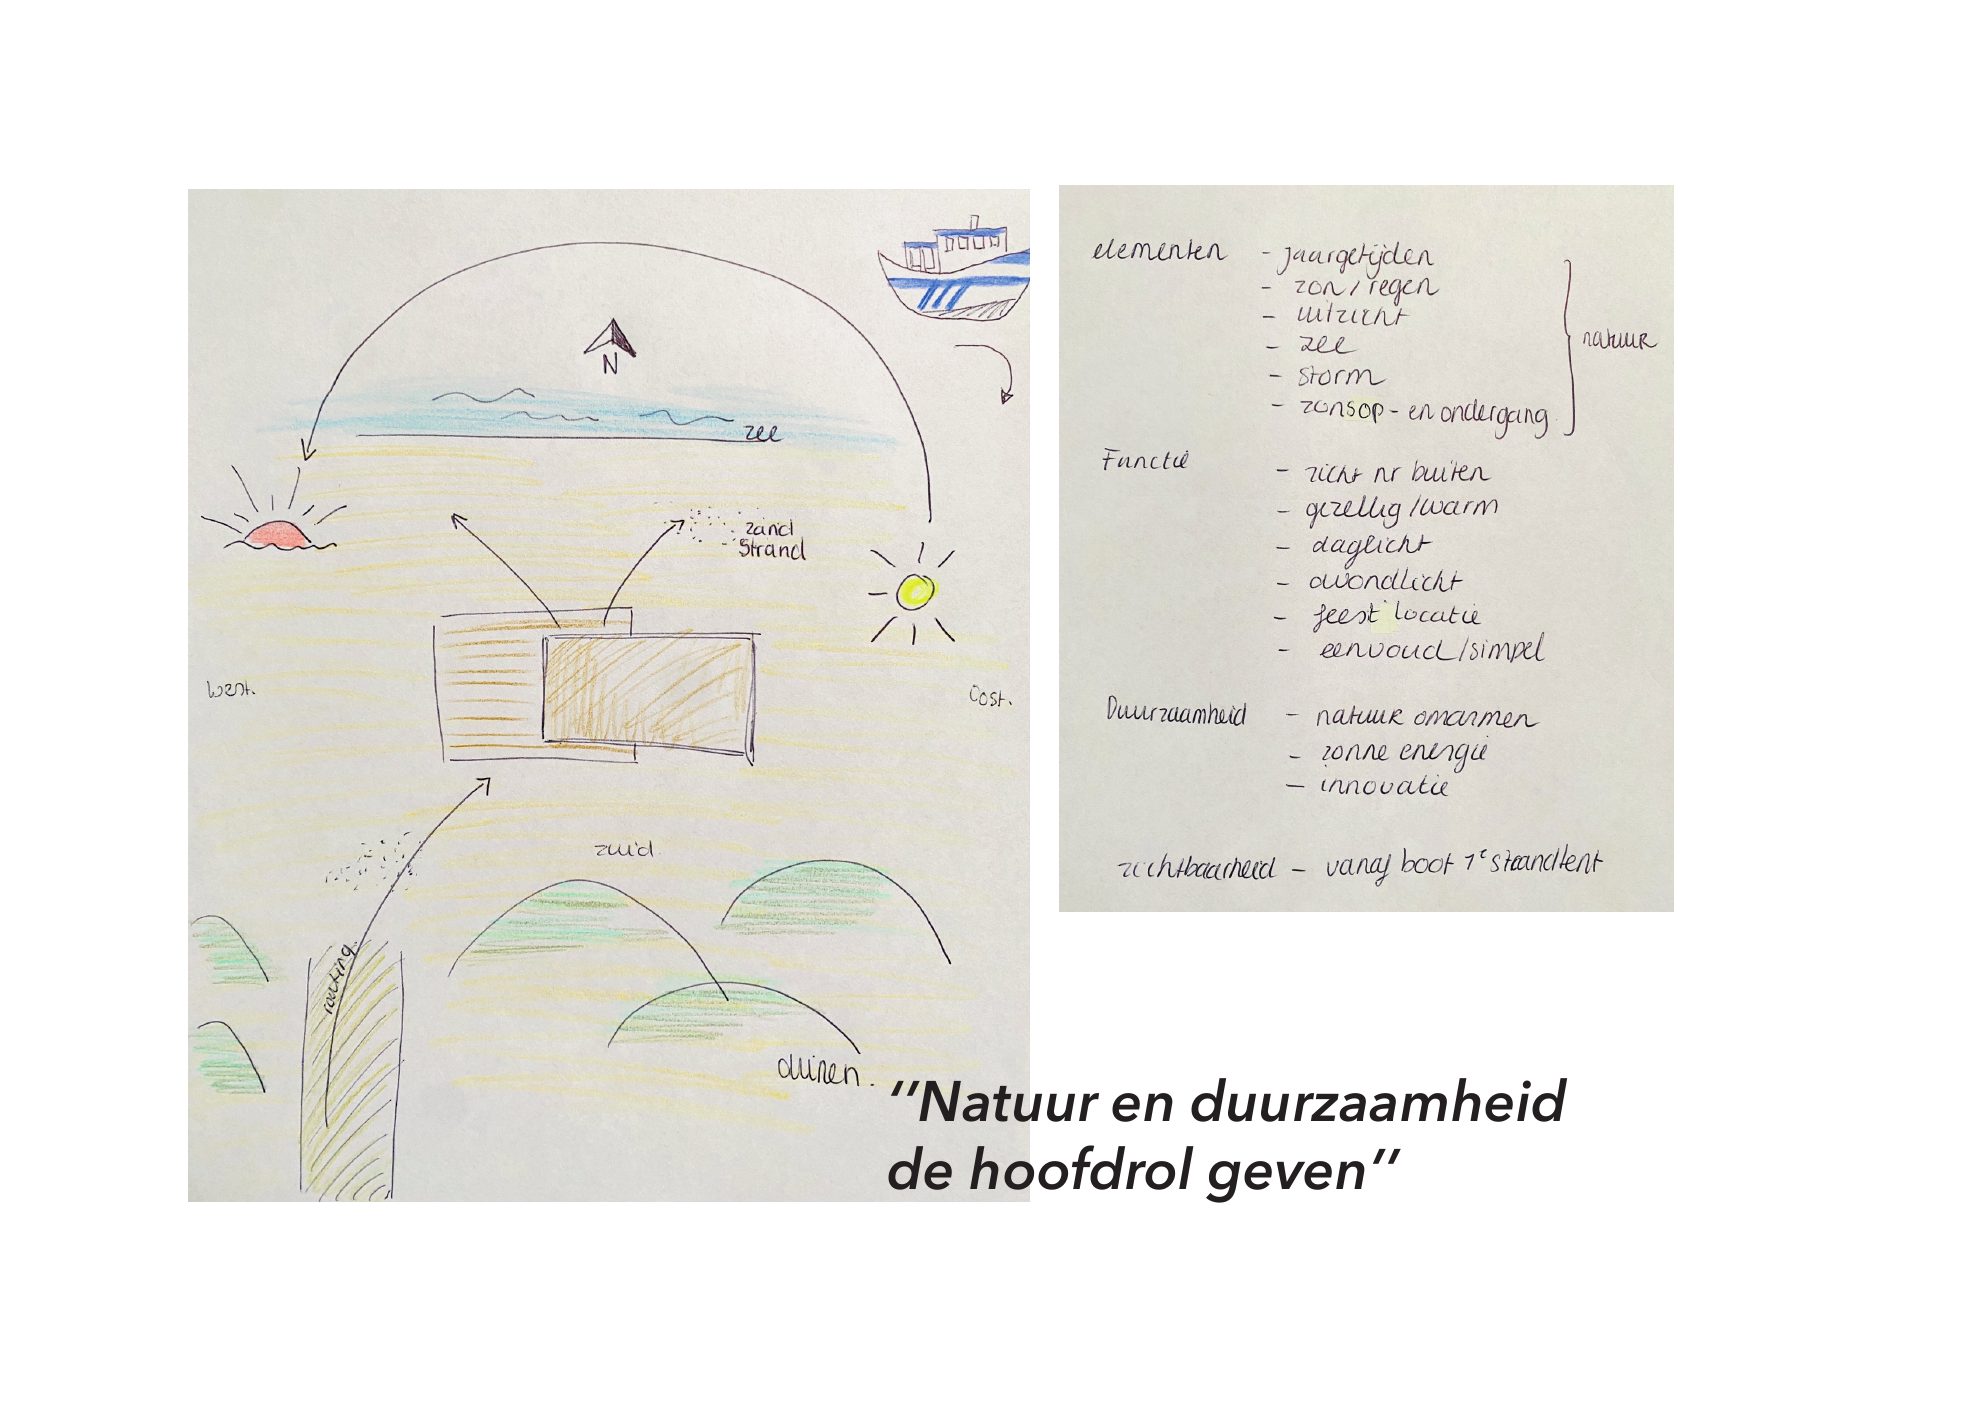 N
zee
zand
strand
West.
Oost.
zuid
routing
duinen.
elementen - jaargetijden
- zon / regen
- uitzicht
- zee
- storm
- zonsop - en ondergang
natuur
Functie - zicht nr buiten
- gezellig / warm
- daglicht
- avondlicht
- feest locatie
- eenvoud / simpel
Duurzaamheid - natuur omarmen
- zonne energie
- innovatie
zichtbaarheid - vanaf boot 1e strandtent
‘’Natuur en duurzaamheid
de hoofdrol geven’’